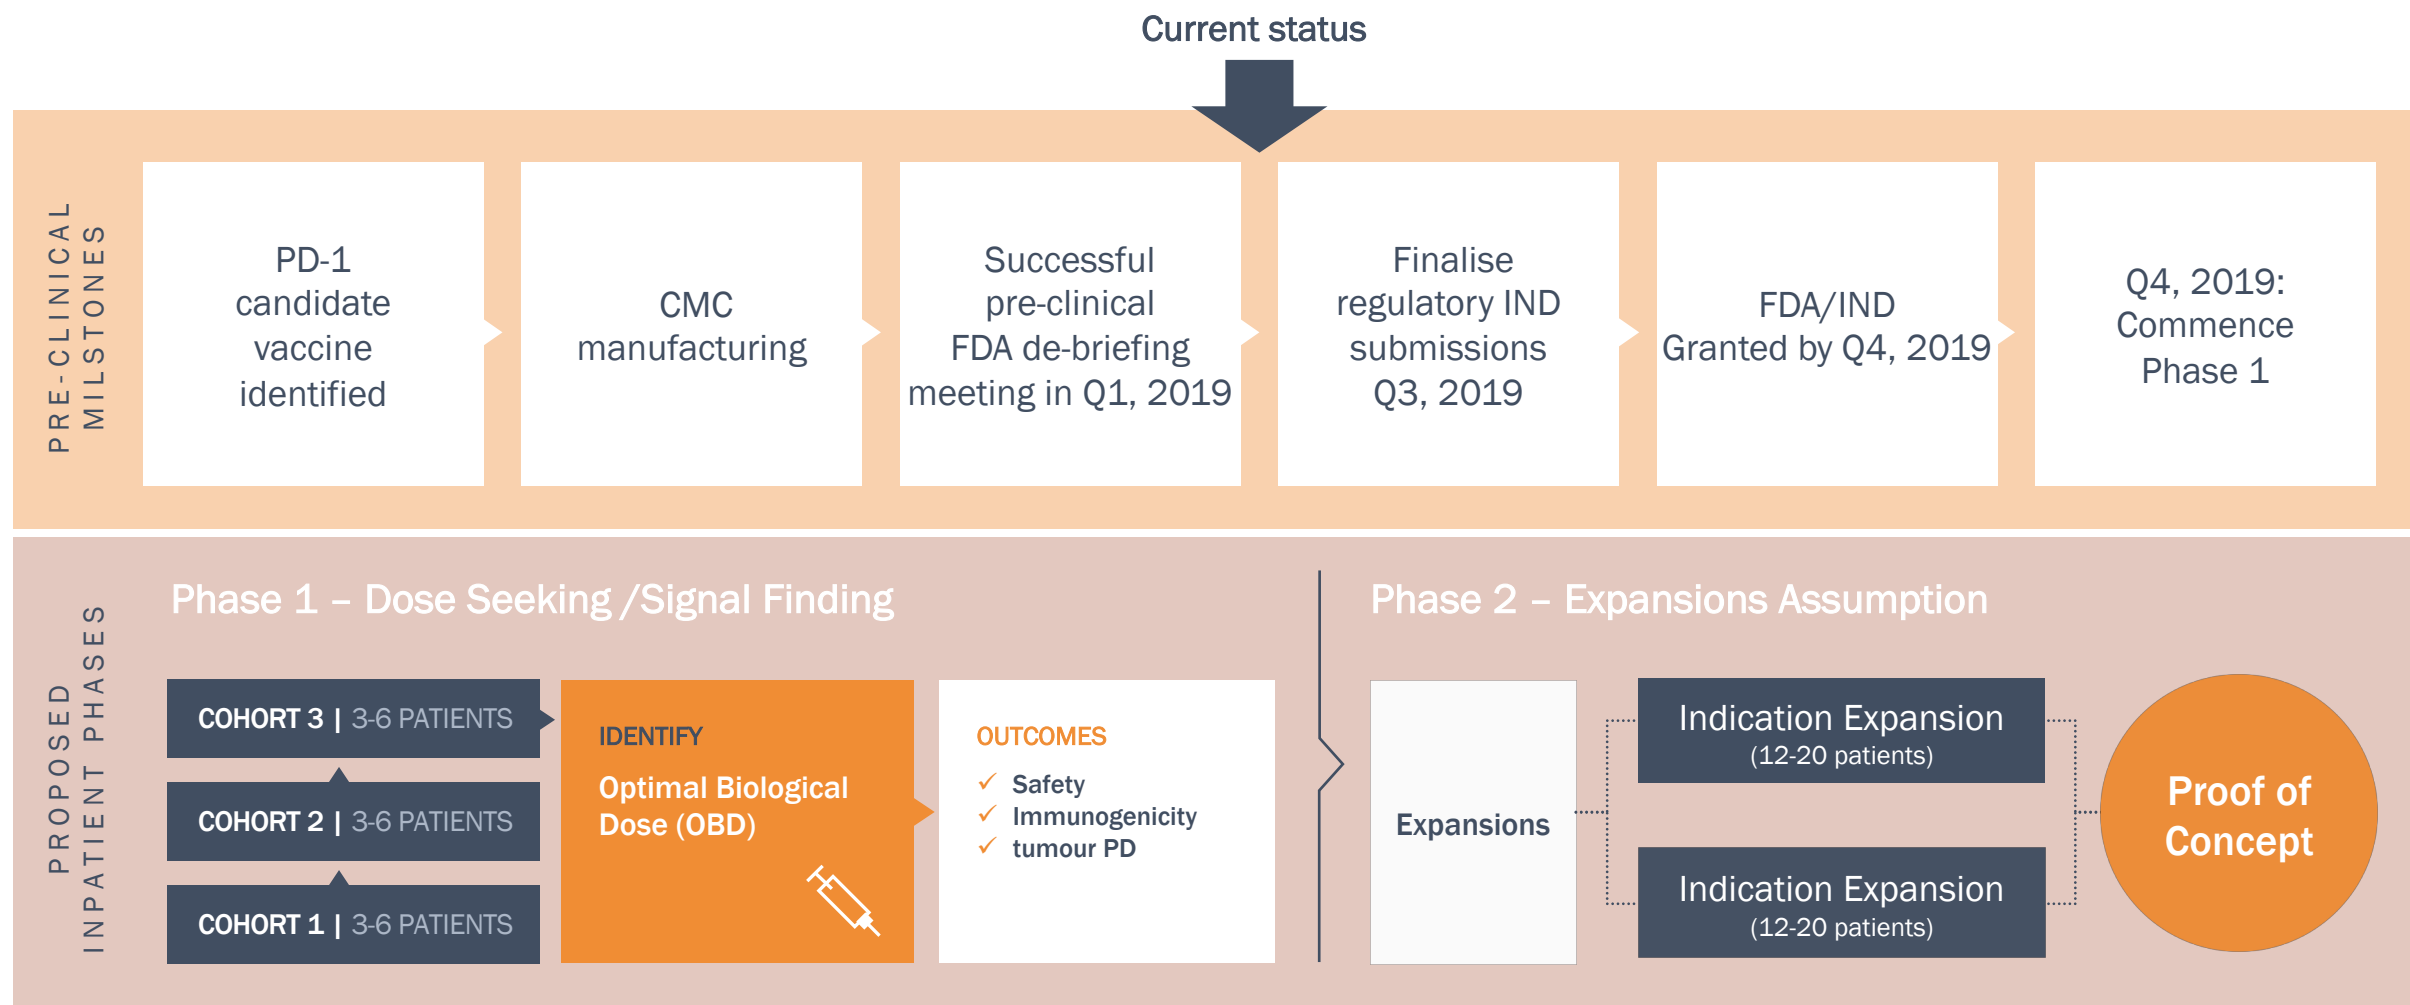 Current status
PRE-CLINICAL
MILSTONES
PD-1
candidate
vaccine
identified
CMC
manufacturing
Successful
pre-clinical
FDA de-briefing
meeting in Q1, 2019
Finalise
regulatory IND
submissions
Q3, 2019
FDA/IND
Granted by Q4, 2019
Q4, 2019:
Commence
Phase 1
PROPOSED
INPATIENT PHASES
Phase 1 – Dose Seeking /Signal Finding
COHORT 3 | 3-6 PATIENTS
COHORT 2 | 3-6 PATIENTS
COHORT 1 | 3-6 PATIENTS
IDENTIFY
Optimal Biological
Dose (OBD)
OUTCOMES
✓ Safety
✓ Immunogenicity
✓ tumour PD
Phase 2 – Expansions Assumption
Expansions
Indication Expansion
(12-20 patients)
Indication Expansion
(12-20 patients)
Proof of
Concept